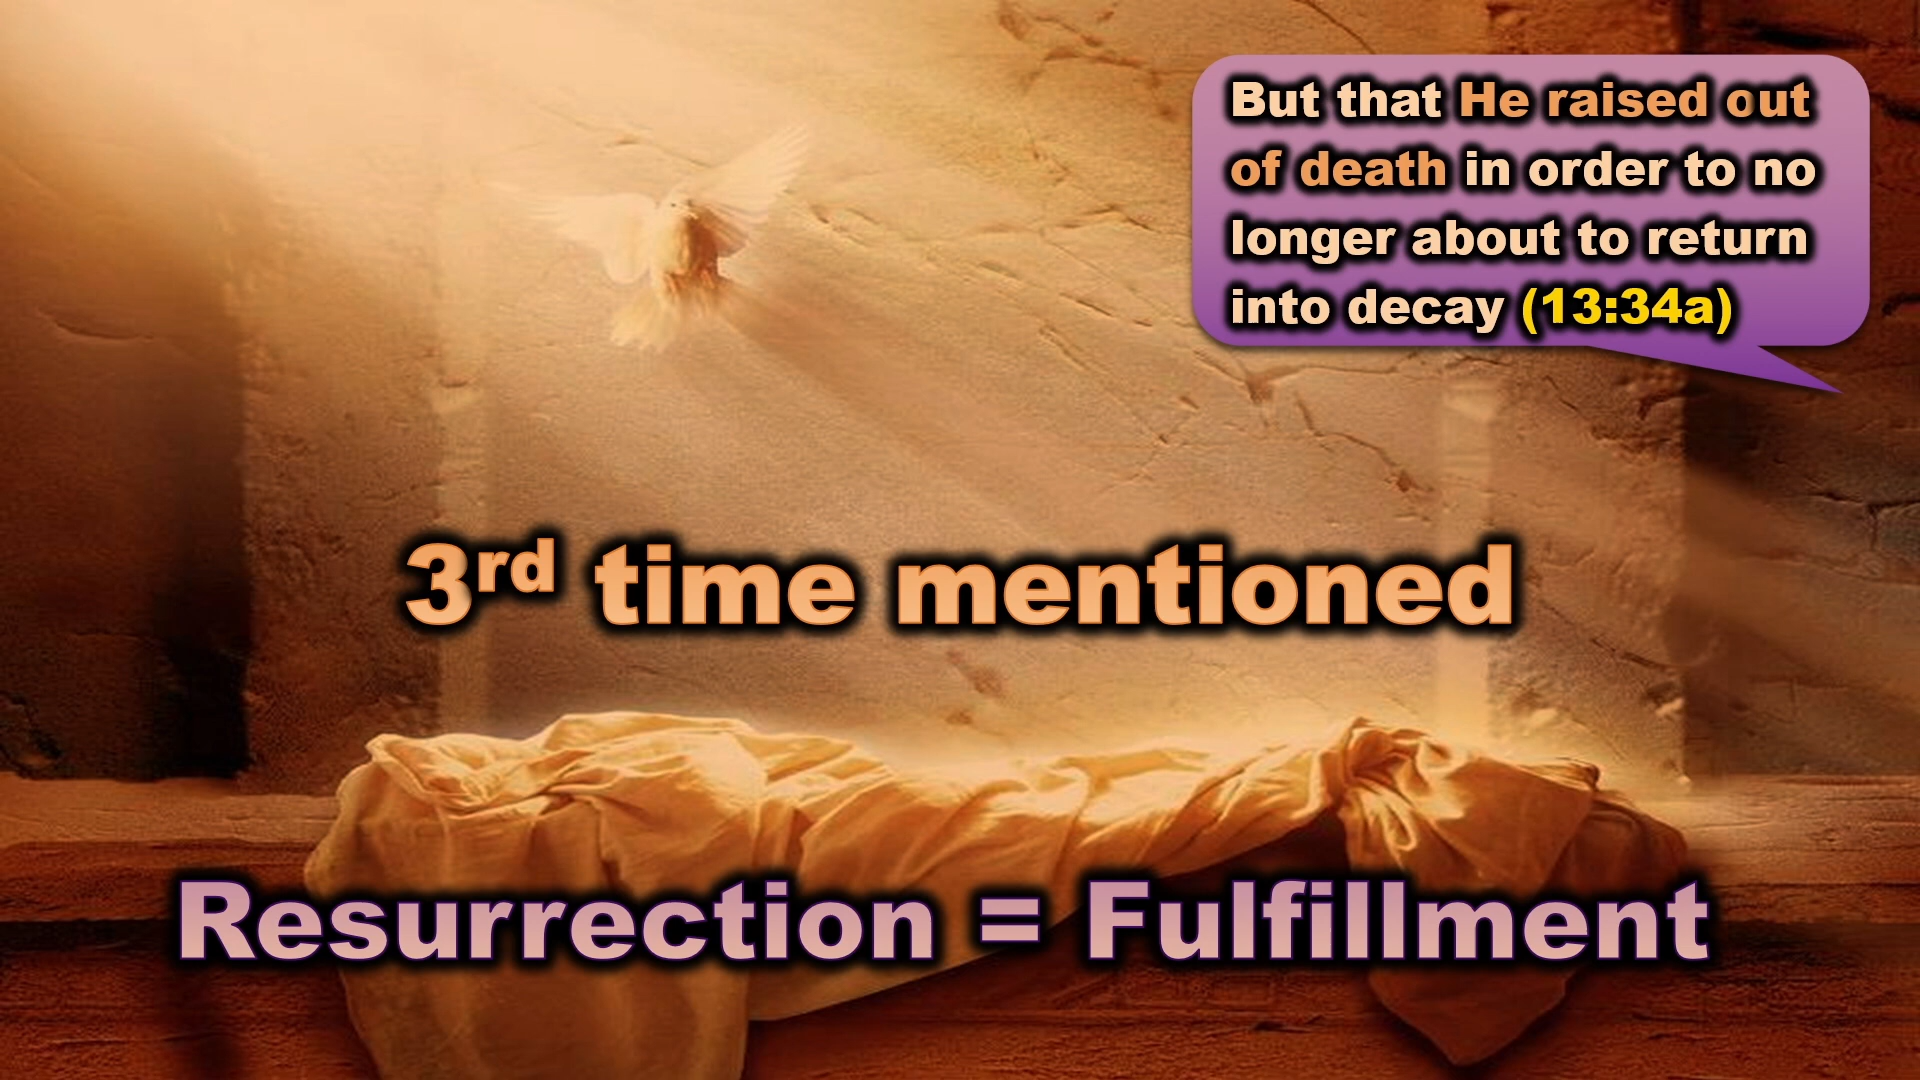 But that He raised out
of death in order to no
longer about to return
into decay (13:34a)
3rd time mentioned
Resurrection = Fulfillment